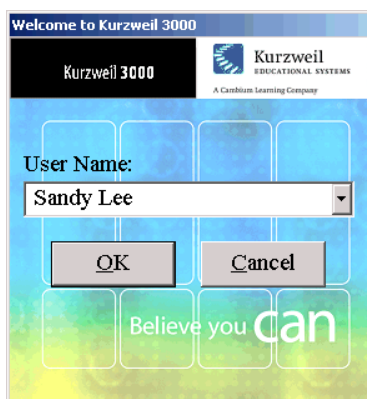 Welcome to Kurzweil 3000
Kurzweil 3000
Kurzweil
EDUCATIONAL SYSTEMS
A Cambium Learning Company
User Name:
Sandy Lee
OK
Cancel
Believe you can